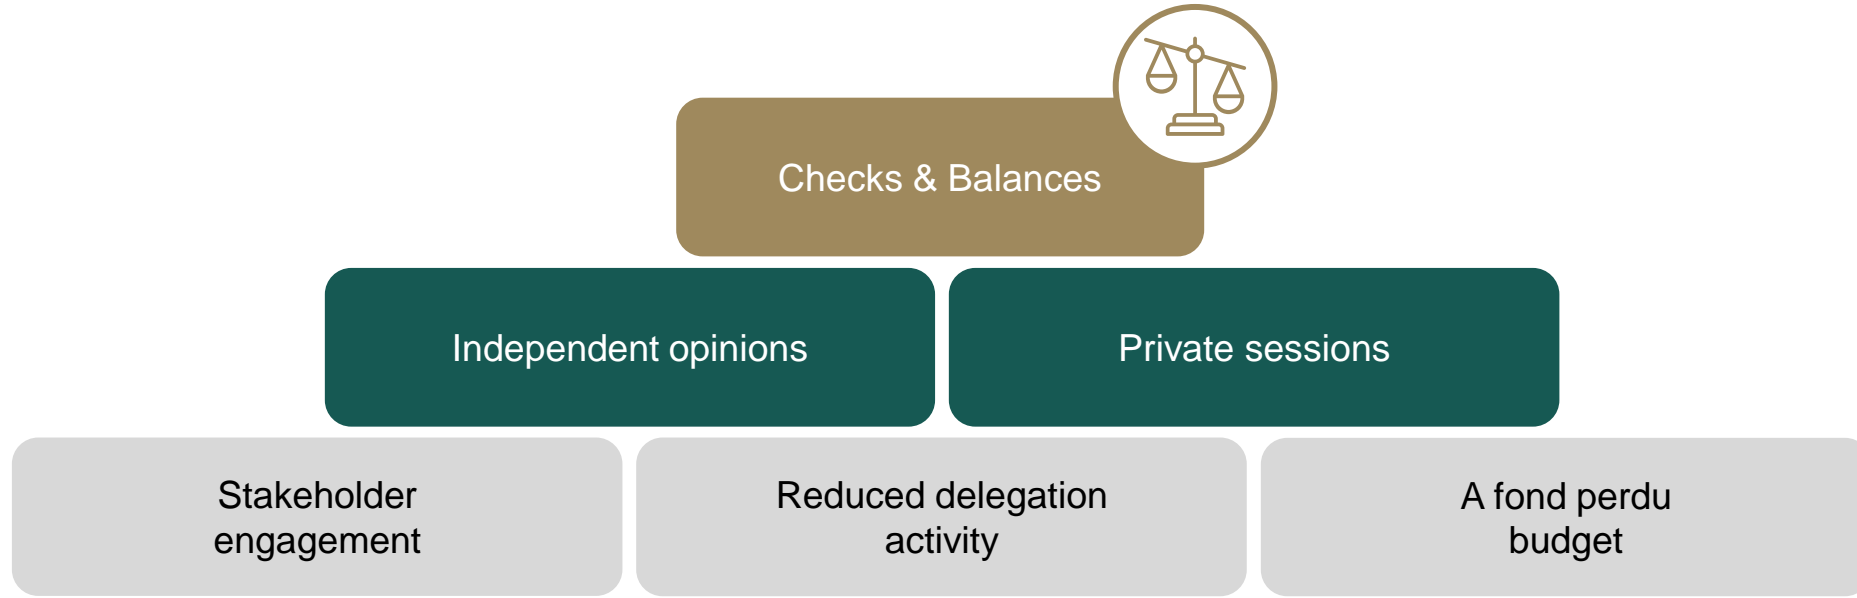 Checks & Balances
Independent opinions
Private sessions
Stakeholder
engagement
Reduced delegation
activity
A fond perdu
budget